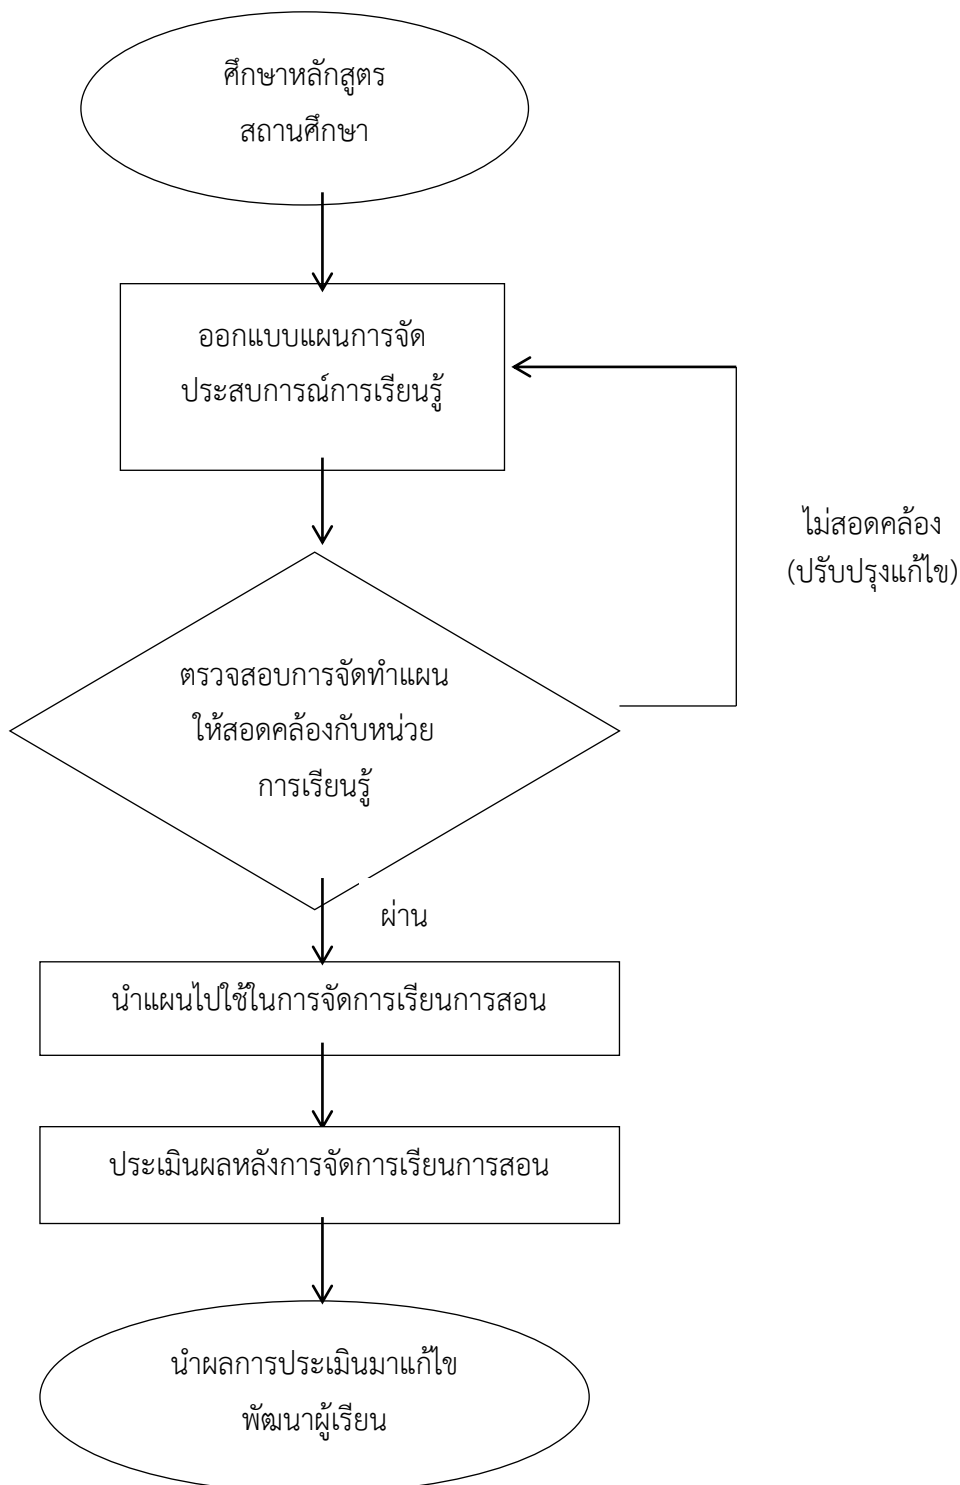 ศึกษาหลักสูตร
สถานศึกษา
ออกแบบแผนการจัด
ประสบการณ์การเรียนรู้
ไม่สอดคล้อง
(ปรับปรุงแก้ไข)
ตรวจสอบการจัดทำแผน
ให้สอดคล้องกับหน่วย
การเรียนรู้
ผ่าน
นำแผนไปใช้ในการจัดการเรียนการสอน
ประเมินผลหลังการจัดการเรียนการสอน
นำผลการประเมินมาแก้ไข
พัฒนาผู้เรียน